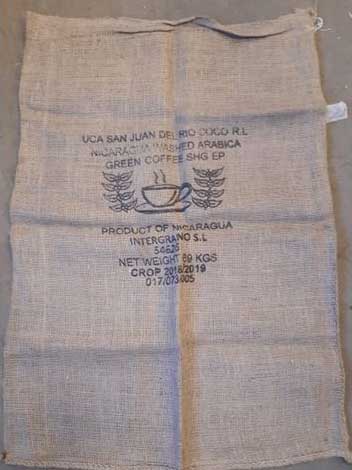 UCA SAN JUAN DEL RIO COCO R.L
NICARAGUA WASHED ARABICA
GREEN COFFEE SHG EP
PRODUCT OF NICARAGUA
INTERGRANO S.L
54626
NET WEIGHT 69 KGS
CROP 2018/2019
017/073/005